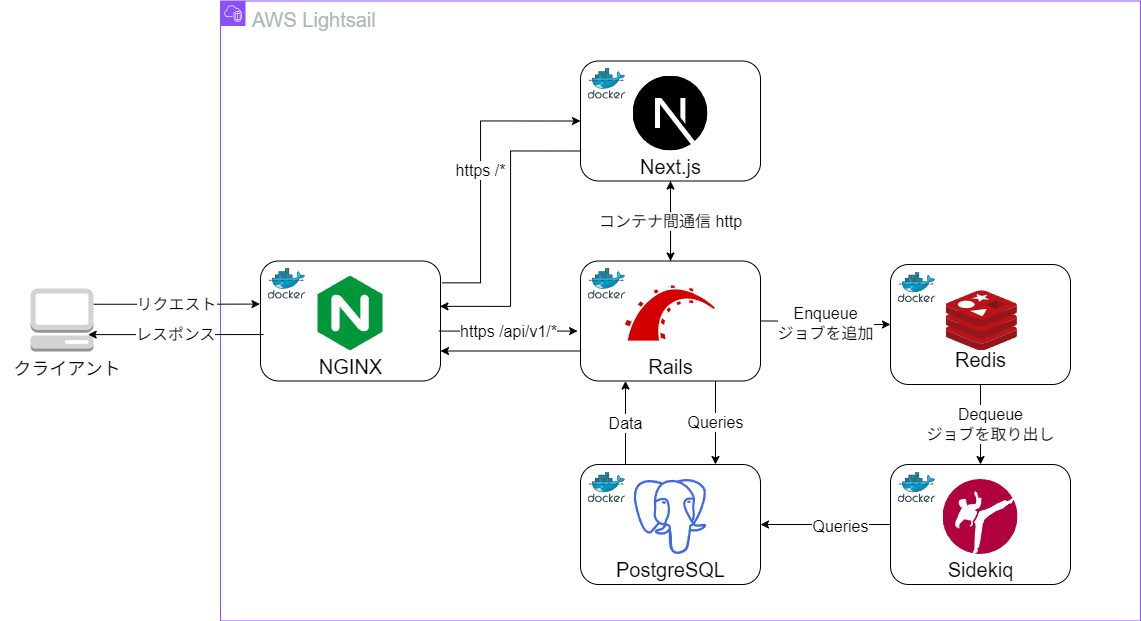 AWS Lightsail
docker
Next.js
https /*
コンテナ間通信 http
docker
NGINX
docker
Rails
docker
Redis
リクエスト
レスポンス
クライアント
https /api/v1/*
Enqueue
ジョブを追加
Dequeue
ジョブを取り出し
Data
Queries
docker
PostgreSQL
Queries
docker
Sidekiq